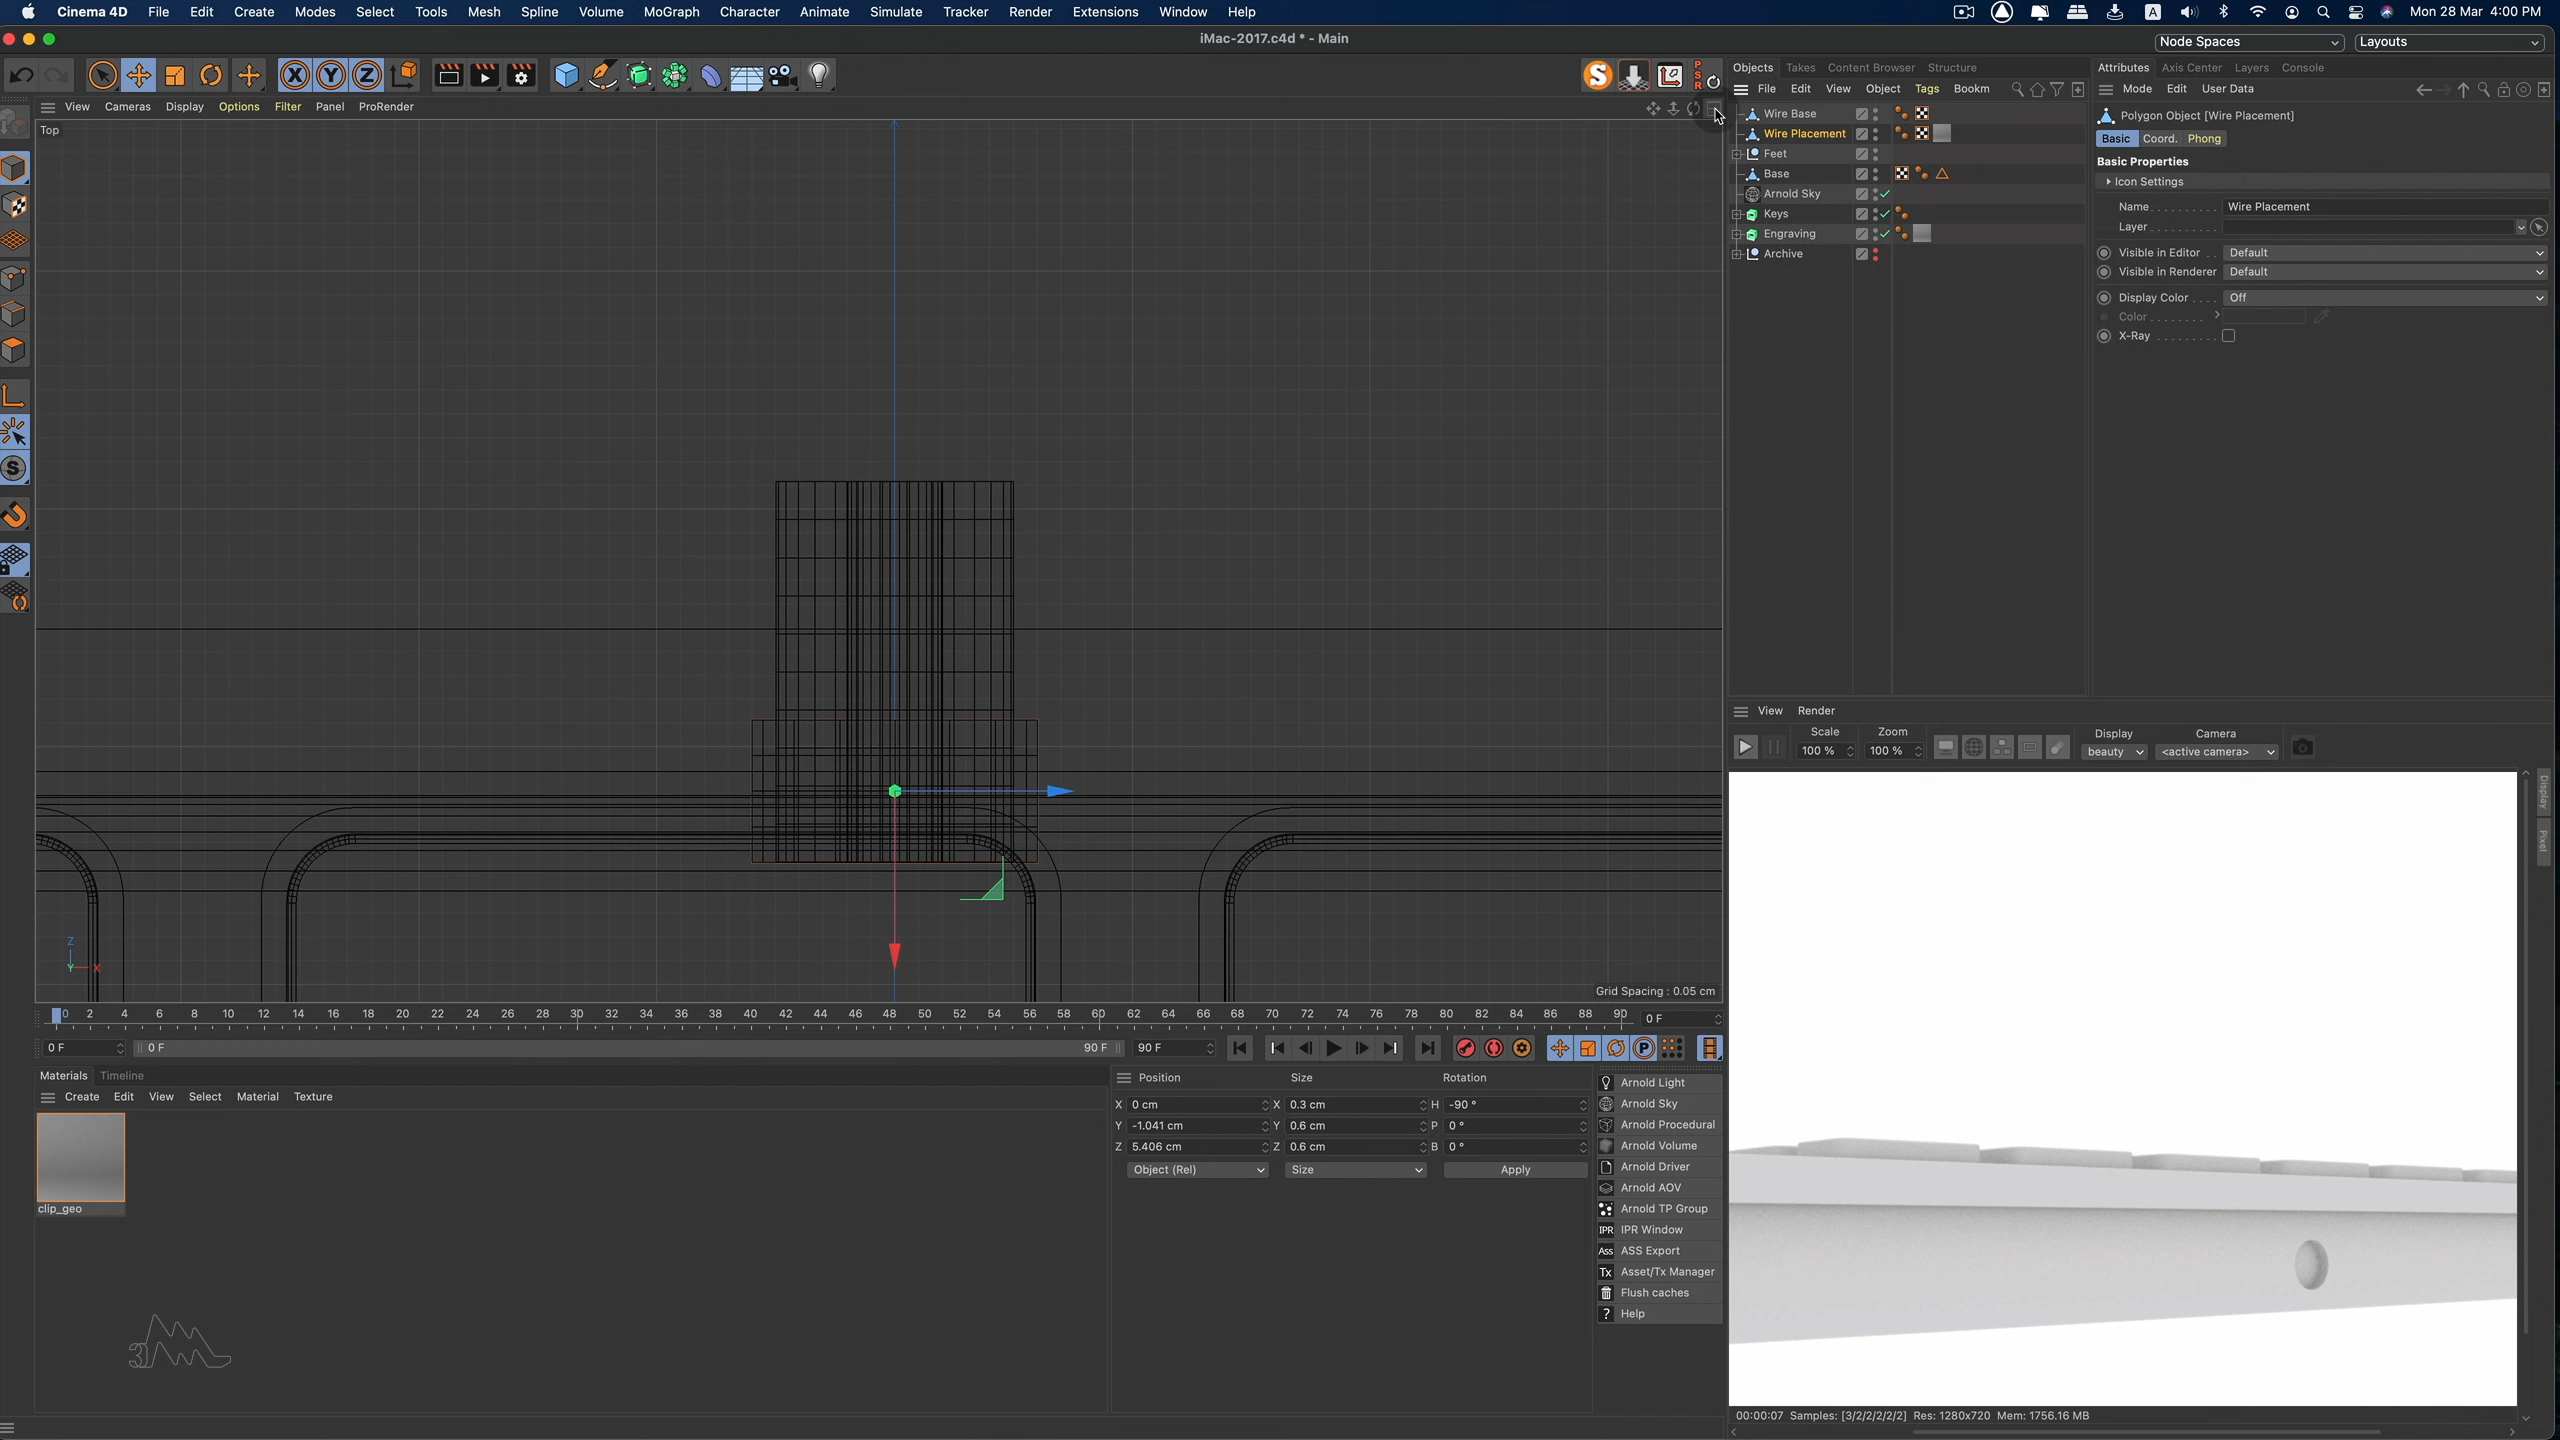 Cinema 4D File Edit Create Modes Select Tools Mesh Spline Volume MoGraph Character Animate Simulate Tracker Render Extensions Window Help A Mon 28 Mar 4:00 PM
iMac-2017.c4d * - Main
Node Spaces Layouts
X Y Z S P S R
Objects Takes Content Browser Structure
Attributes Axis Center Layers Console
View Cameras Display Options Filter Panel ProRender
File Edit View Object Tags Bookm
Mode Edit User Data
Top
Wire Base
Wire Placement
Feet
Base
Arnold Sky
Keys
Engraving
Archive
Polygon Object [Wire Placement]
Basic Coord. Phong
Basic Properties
Icon Settings
Name Wire Placement
Layer
Visible in Editor Default
Visible in Renderer Default
Display Color Off
Color
X-Ray
S
Z
Y X
Grid Spacing : 0.05 cm
View Render
Scale Zoom Display Camera
100 % 100 % beauty <active camera>
Display
Pixel
0 2 4 6 8 10 12 14 16 18 20 22 24 26 28 30 32 34 36 38 40 42 44 46 48 50 52 54 56 58 60 62 64 66 68 70 72 74 76 78 80 82 84 86 88 90 0 F
0 F 0 F 90 F 90 F P
Materials Timeline
Create Edit View Select Material Texture
clip_geo
Position Size Rotation
X 0 cm X 0.3 cm H -90 °
Y -1.041 cm Y 0.6 cm P 0 °
Z 5.406 cm Z 0.6 cm B 0 °
Object (Rel) Size Apply
Arnold Light
Arnold Sky
Arnold Procedural
Arnold Volume
Arnold Driver
Arnold AOV
Arnold TP Group
IPR IPR Window
Ass ASS Export
Tx Asset/Tx Manager
Flush caches
? Help
00:00:07 Samples: [3/2/2/2/2/2] Res: 1280x720 Mem: 1756.16 MB